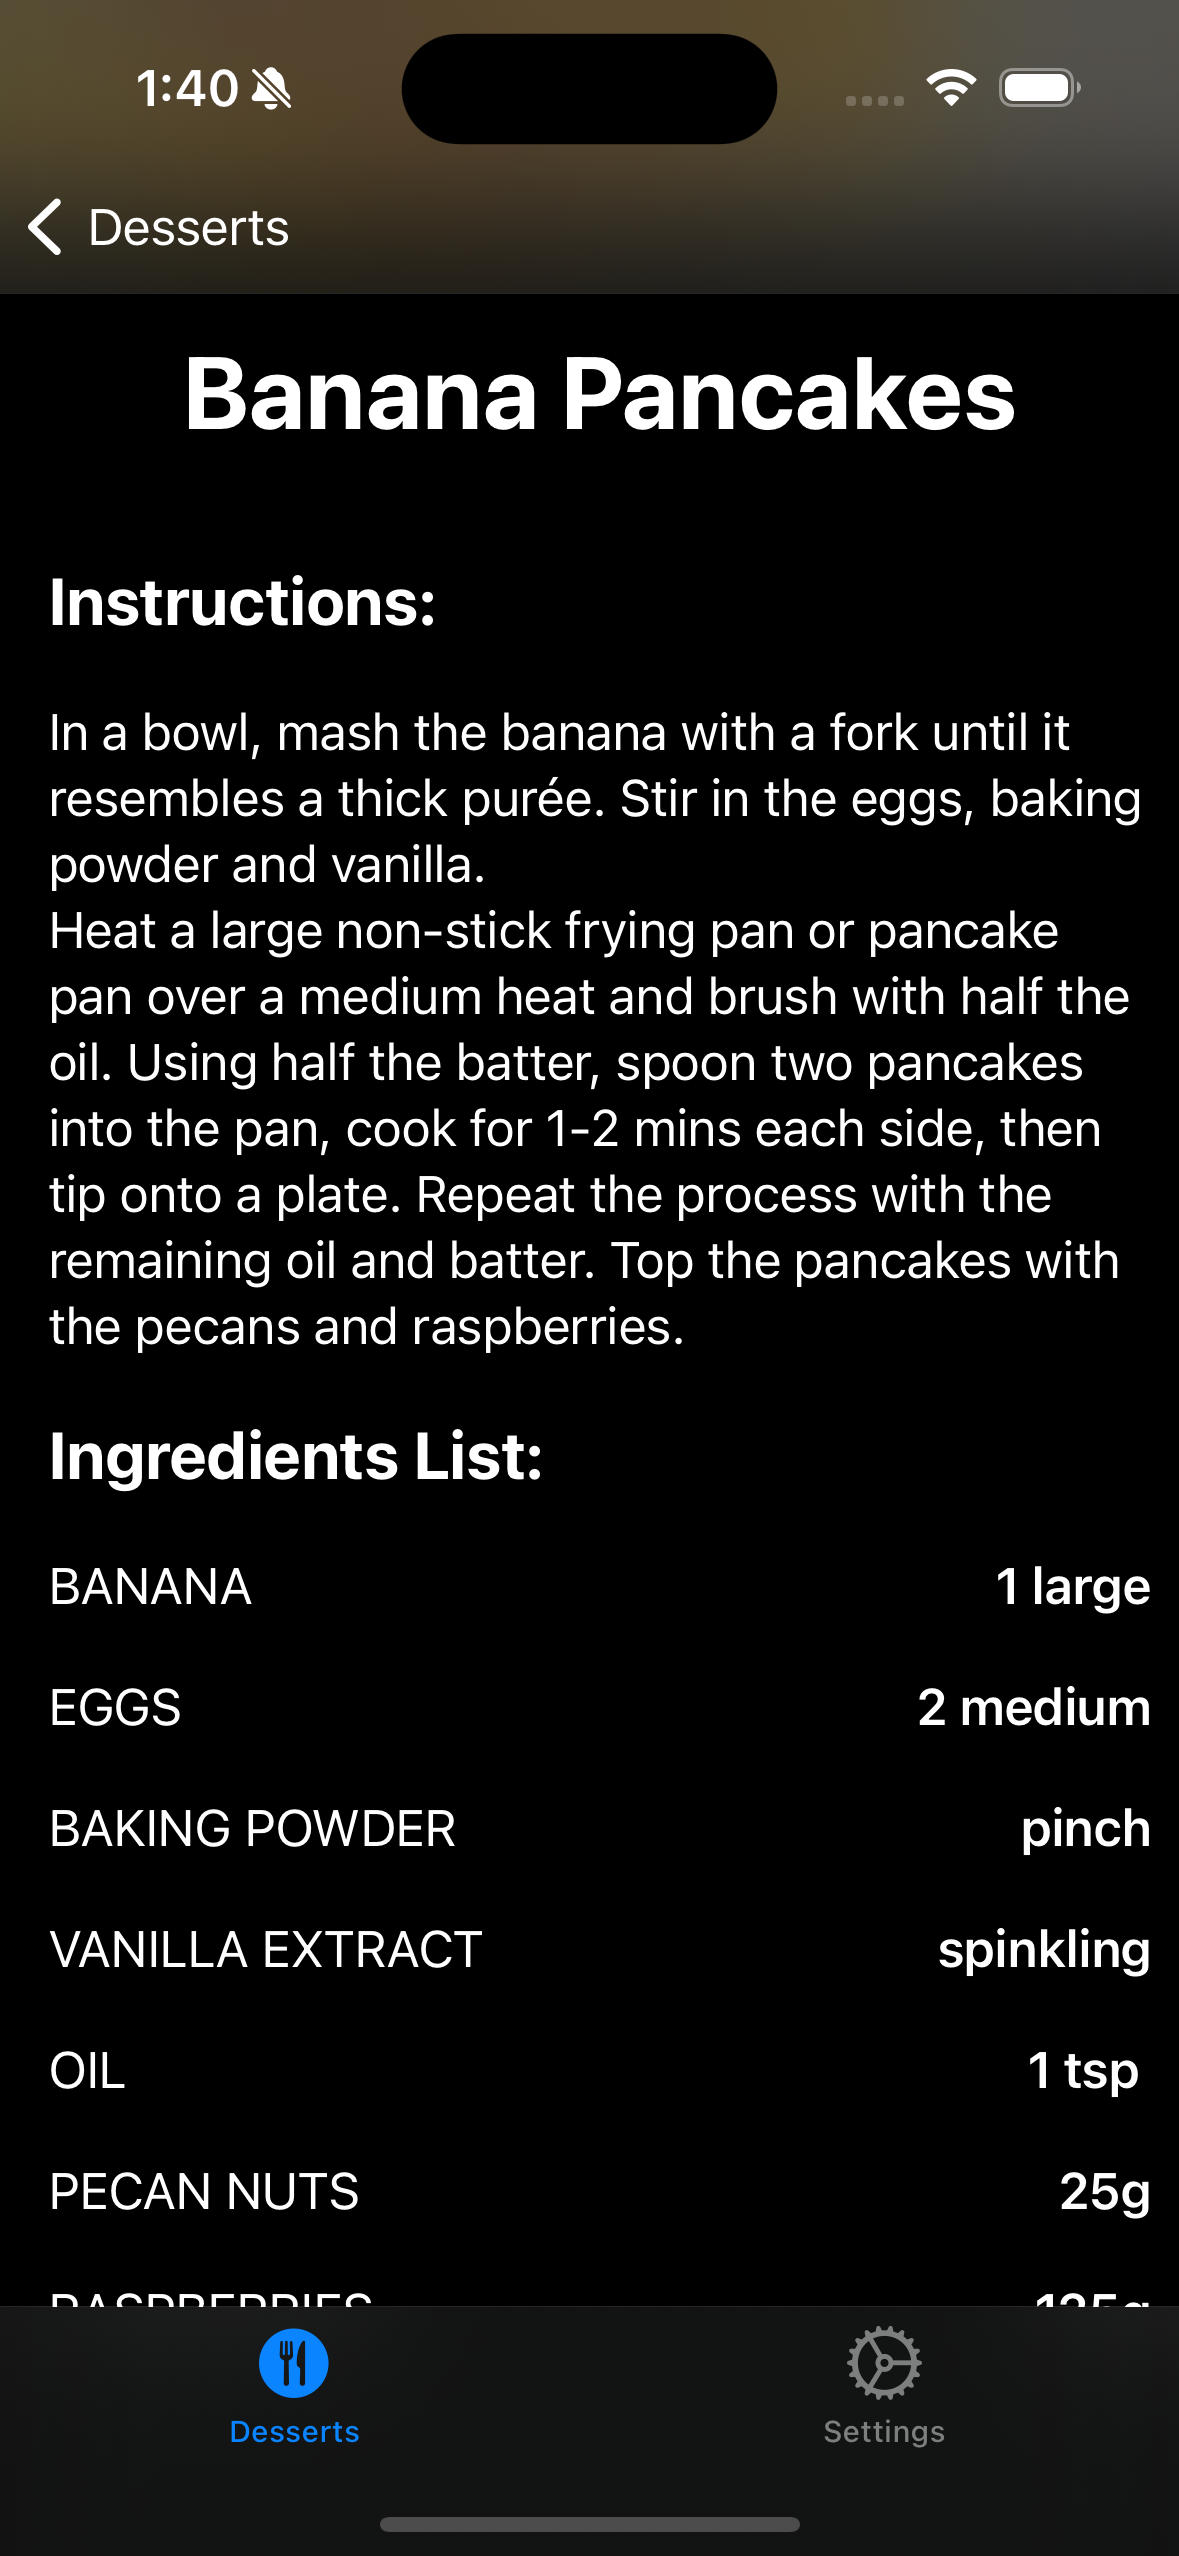 1:40
Desserts
Banana Pancakes
Instructions:
In a bowl, mash the banana with a fork until it
resembles a thick purée. Stir in the eggs, baking
powder and vanilla.
Heat a large non-stick frying pan or pancake
pan over a medium heat and brush with half the
oil. Using half the batter, spoon two pancakes
into the pan, cook for 1-2 mins each side, then
tip onto a plate. Repeat the process with the
remaining oil and batter. Top the pancakes with
the pecans and raspberries.
Ingredients List:
BANANA 1 large
EGGS 2 medium
BAKING POWDER pinch
VANILLA EXTRACT spinkling
OIL 1 tsp
PECAN NUTS 25g
RASPBERRIES 125g
Desserts Settings